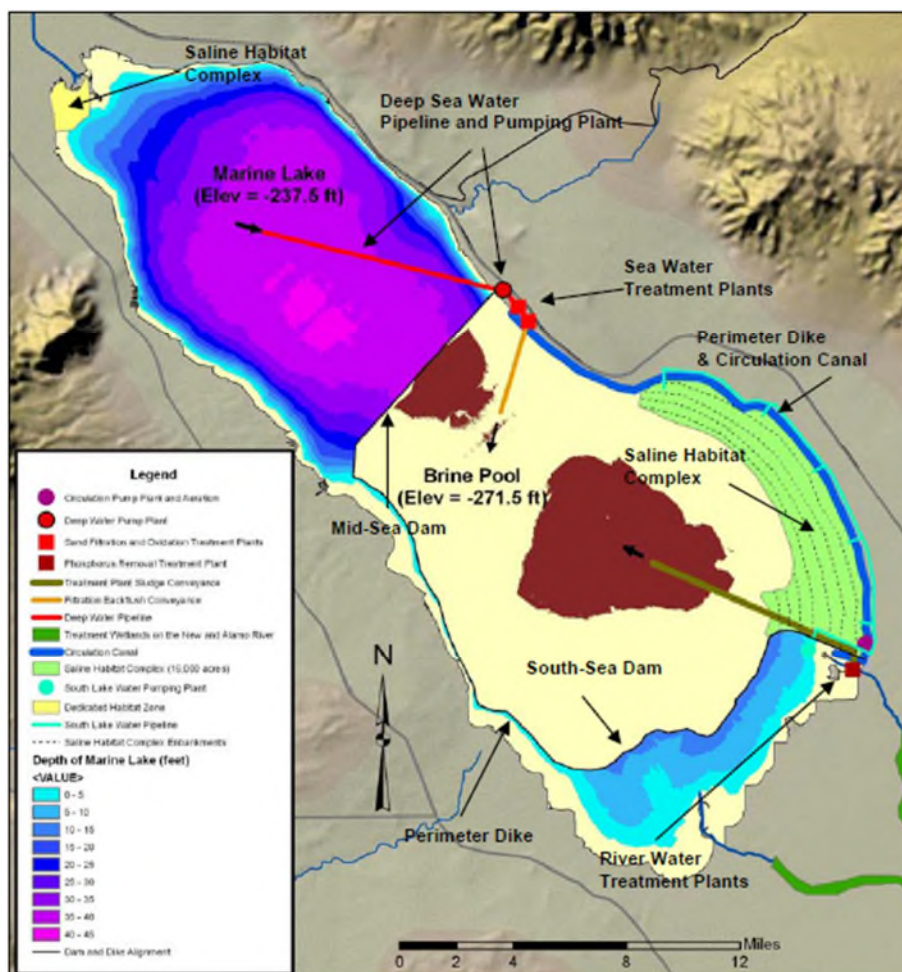 Saline Habitat
Complex
Deep Sea Water
Pipeline and Pumping Plant
Marine Lake
(Elev = -237.5 ft)
Sea Water
Treatment Plants
Perimeter Dike
& Circulation Canal
Saline Habitat
Complex
Brine Pool
(Elev = -271.5 ft)
Mid-Sea Dam
N
South-Sea Dam
Perimeter Dike
River Water
Treatment Plants
Miles
0 2 4 8 12
Legend
Circulation Pump Plant and Aeration
Deep Water Pump Plant
Sand Filtration and Oxidation Treatment Plants
Phosphorus Removal Treatment Plant
Treatment Plant Sludge Conveyance
Filtration Backflush Conveyance
Deep Water Pipeline
Treatment Wetlands on the New and Alamo River
Circulation Canal
Saline Habitat Complex (16,000 acres)
South Lake Water Pumping Plant
Dedicated Habitat Zone
South Lake Water Pipeline
Saline Habitat Complex Embankments
Depth of Marine Lake (feet)
<VALUE>
0 - 5
5 - 10
10 - 15
15 - 20
20 - 25
25 - 30
30 - 35
35 - 40
40 - 45
Dam and Dike Alignment